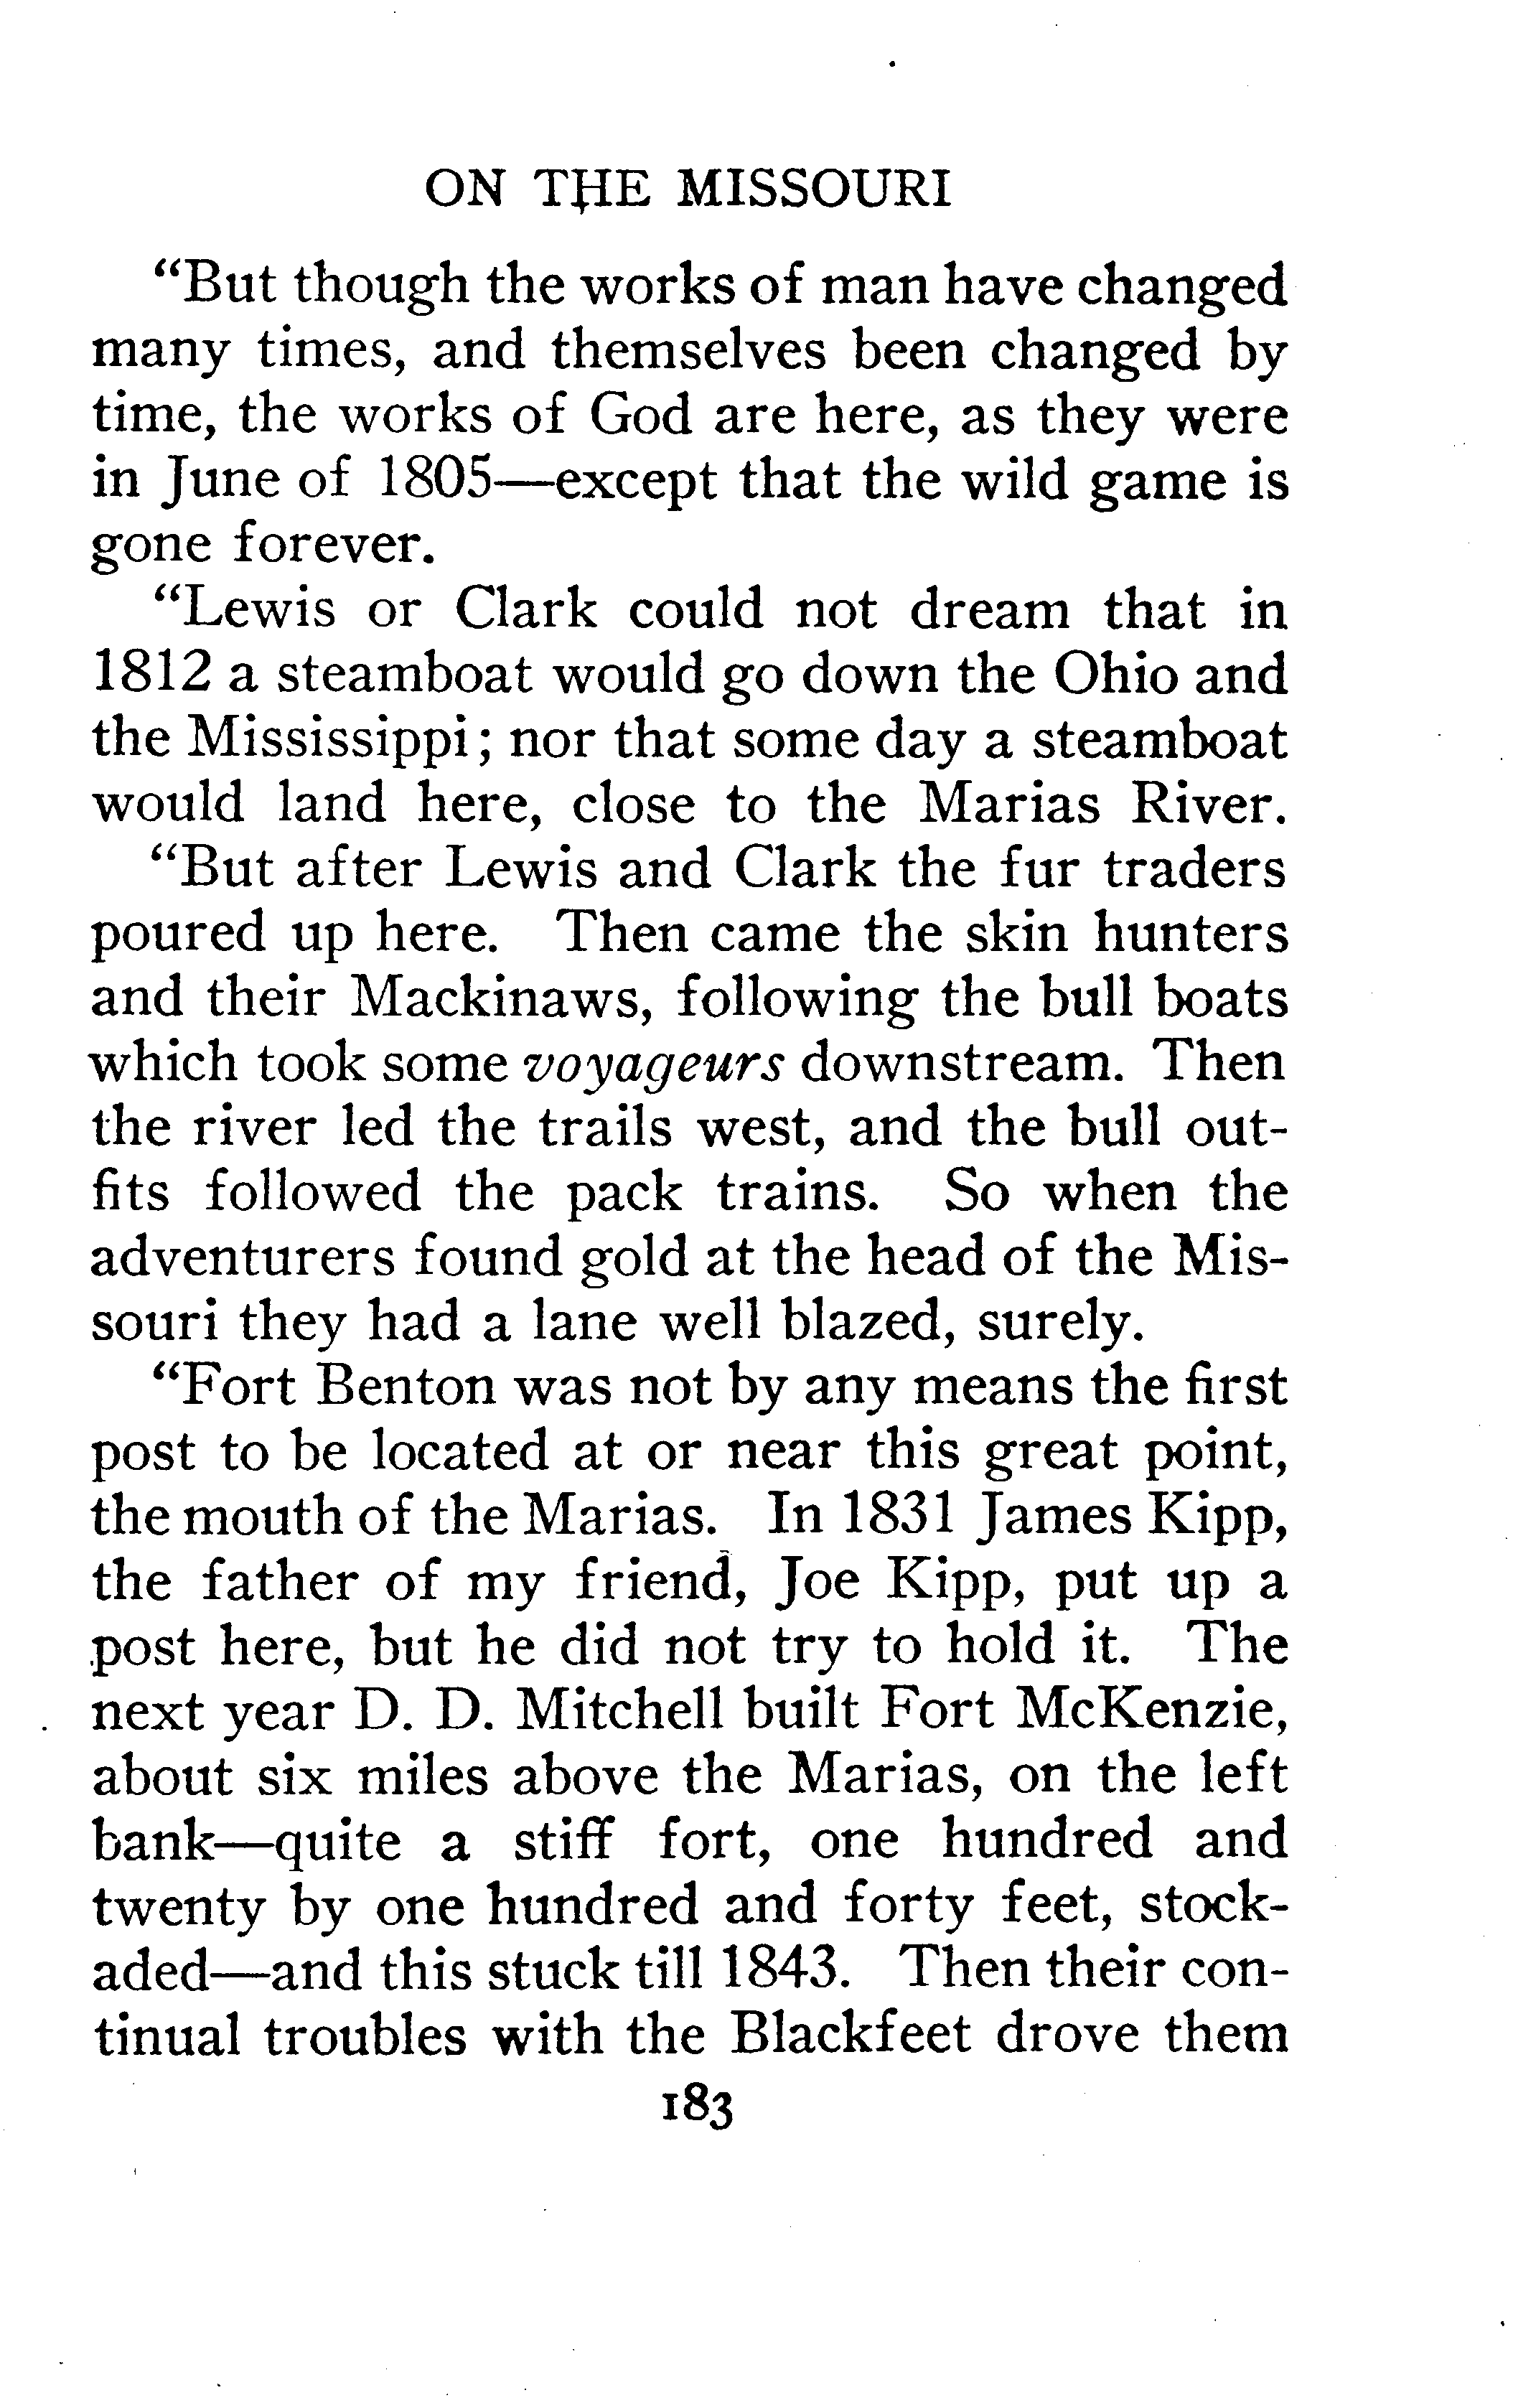 ON THE MISSOURI
“But though the works of man have changed
many times, and themselves been changed by
time, the works of God are here, as they were
in June of 1805—except that the wild game is
gone forever.
“Lewis or Clark could not dream that in
1812 a steamboat would go down the Ohio and
the Mississippi; nor that some day a steamboat
would land here, close to the Marias River.
“But after Lewis and Clark the fur traders
poured up here. Then came the skin hunters
and their Mackinaws, following the bull boats
which took some voyageurs downstream. Then
the river led the trails west, and the bull out-
fits followed the pack trains. So when the
adventurers found gold at the head of the Mis-
souri they had a lane well blazed, surely.
“Fort Benton was not by any means the first
post to be located at or near this great point,
the mouth of the Marias. In 1831 James Kipp,
the father of my friend, Joe Kipp, put up a
post here, but he did not try to hold it. The
next year D. D. Mitchell built Fort McKenzie,
about six miles above the Marias, on the left
bank—quite a stiff fort, one hundred and
twenty by one hundred and forty feet, stock-
aded—and this stuck till 1843. Then their con-
tinual troubles with the Blackfeet drove them
183